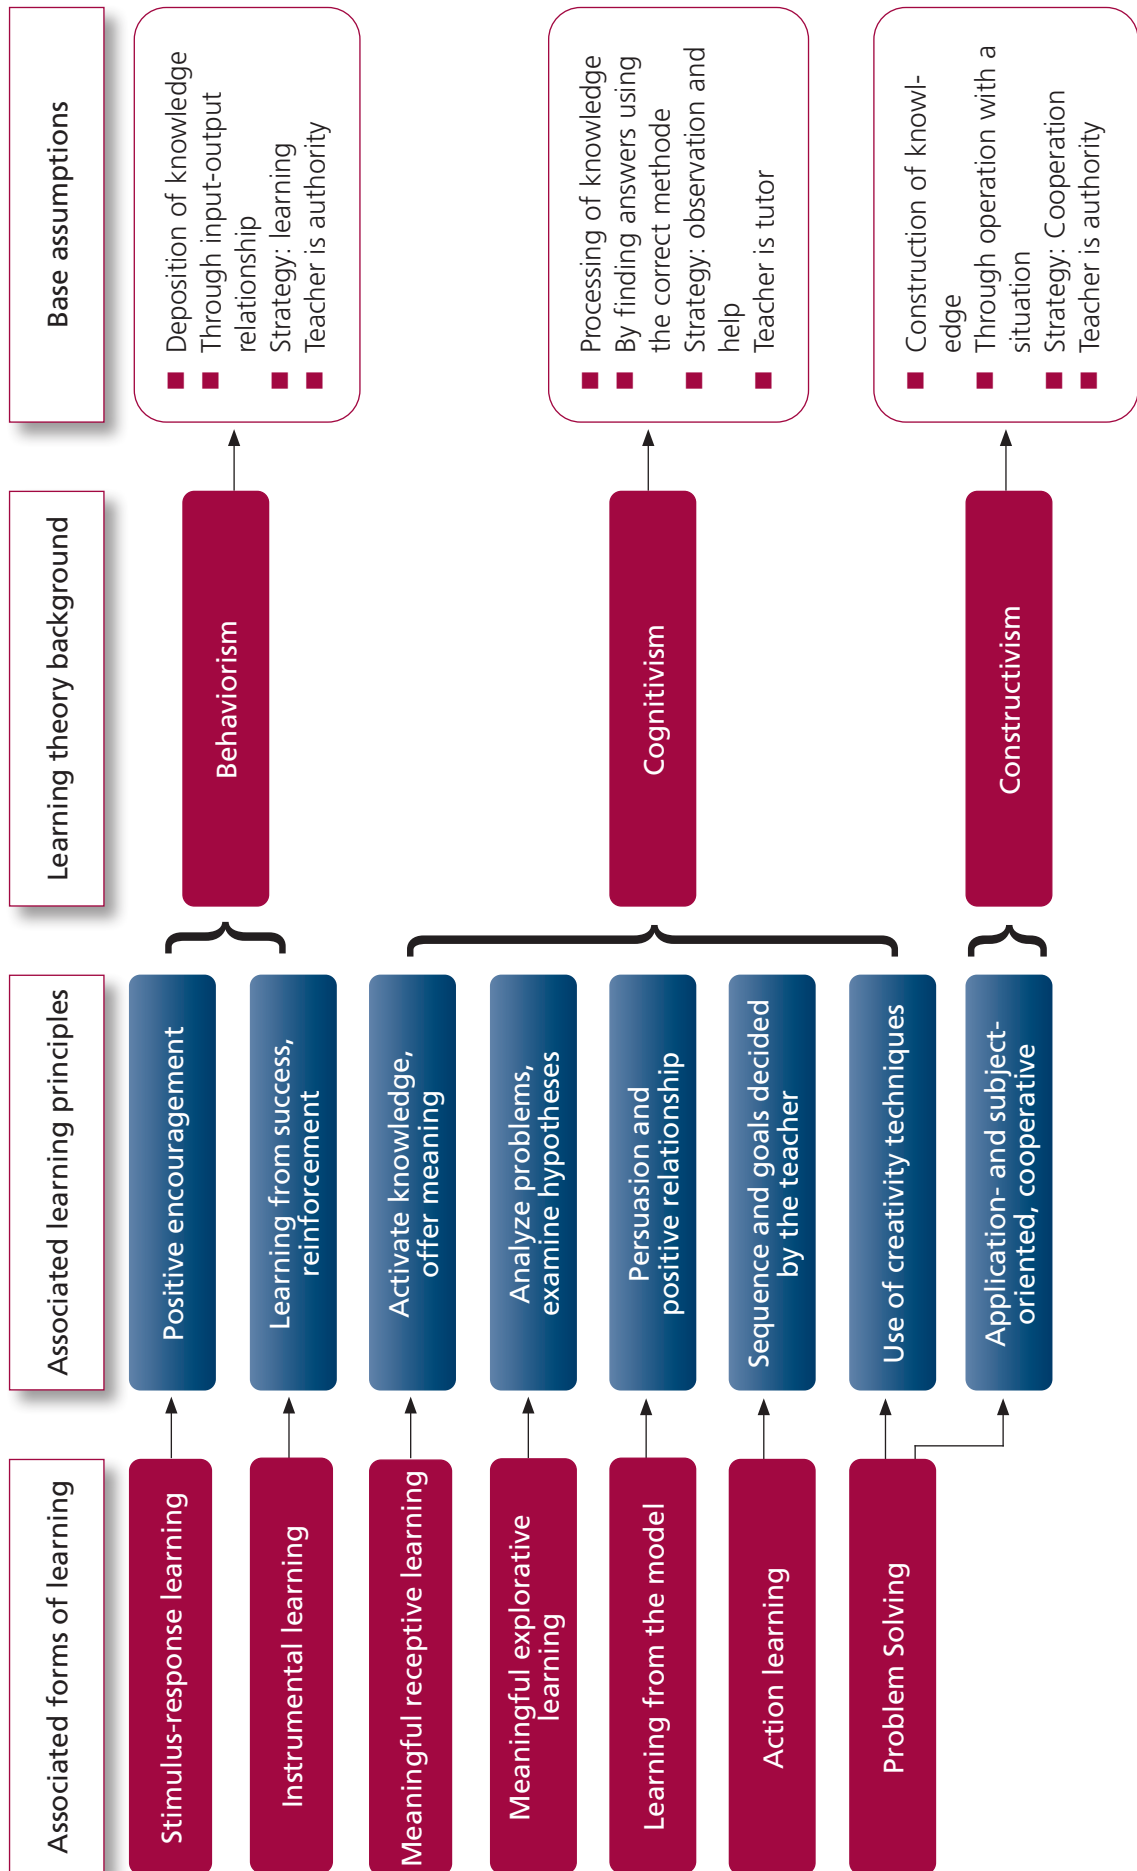 Associated forms of learning
Associated learning principles
Learning theory background
Base assumptions
Stimulus-response learning
Positive encouragement
Instrumental learning
Learning from success,
reinforcement
Behaviorism
Deposition of knowledge
Through input-output
relationship
Strategy: learning
Teacher is authority
Meaningful receptive learning
Activate knowledge,
offer meaning
Meaningful explorative
learning
Analyze problems,
examine hypotheses
Learning from the model
Persuasion and
positive relationship
Action learning
Sequence and goals decided
by the teacher
Problem Solving
Use of creativity techniques
Cognitivism
Processing of knowledge
By finding answers using
the correct methode
Strategy: observation and
help
Teacher is tutor
Application- and subject-
oriented, cooperative
Constructivism
Construction of knowl-
edge
Through operation with a
situation
Strategy: Cooperation
Teacher is authority